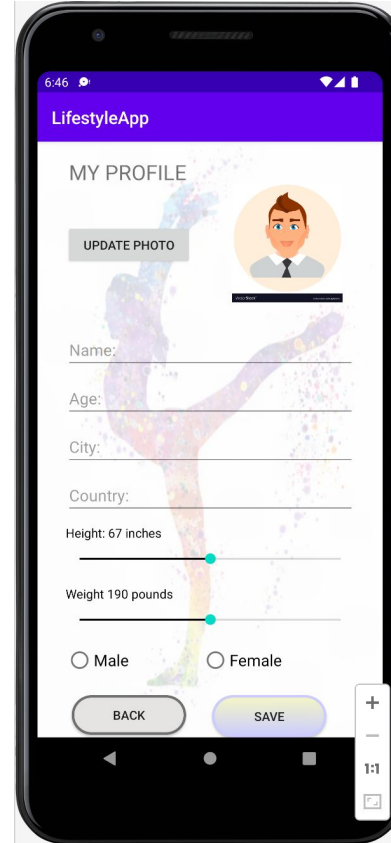 6:46
LifestyleApp
MY PROFILE
UPDATE PHOTO
Name:
Age:
City:
Country:
Height: 67 inches
Weight 190 pounds
Male Female
BACK SAVE
1:1